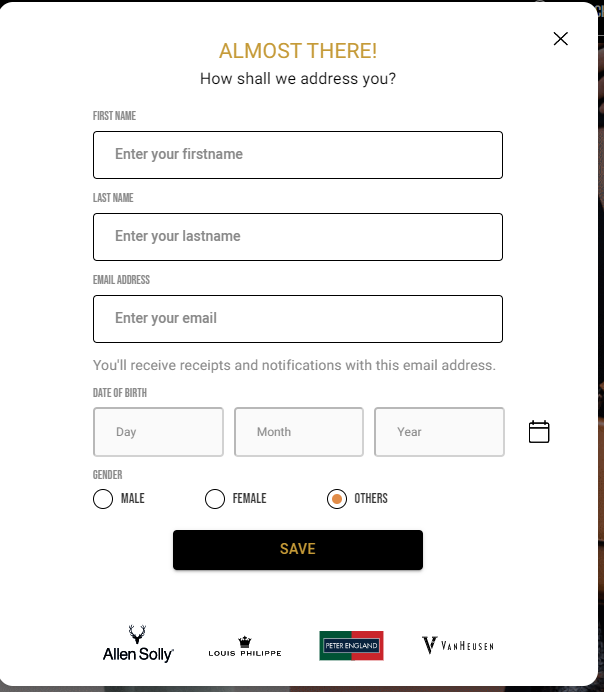 ALMOST THERE!
How shall we address you?
FIRST NAME
Enter your firstname
LAST NAME
Enter your lastname
EMAIL ADDRESS
Enter your email
You'll receive receipts and notifications with this email address.
DATE OF BIRTH
Day Month Year
GENDER
MALE FEMALE OTHERS
SAVE
Allen Solly LOUIS PHILIPPE PETER ENGLAND VANHEUSEN